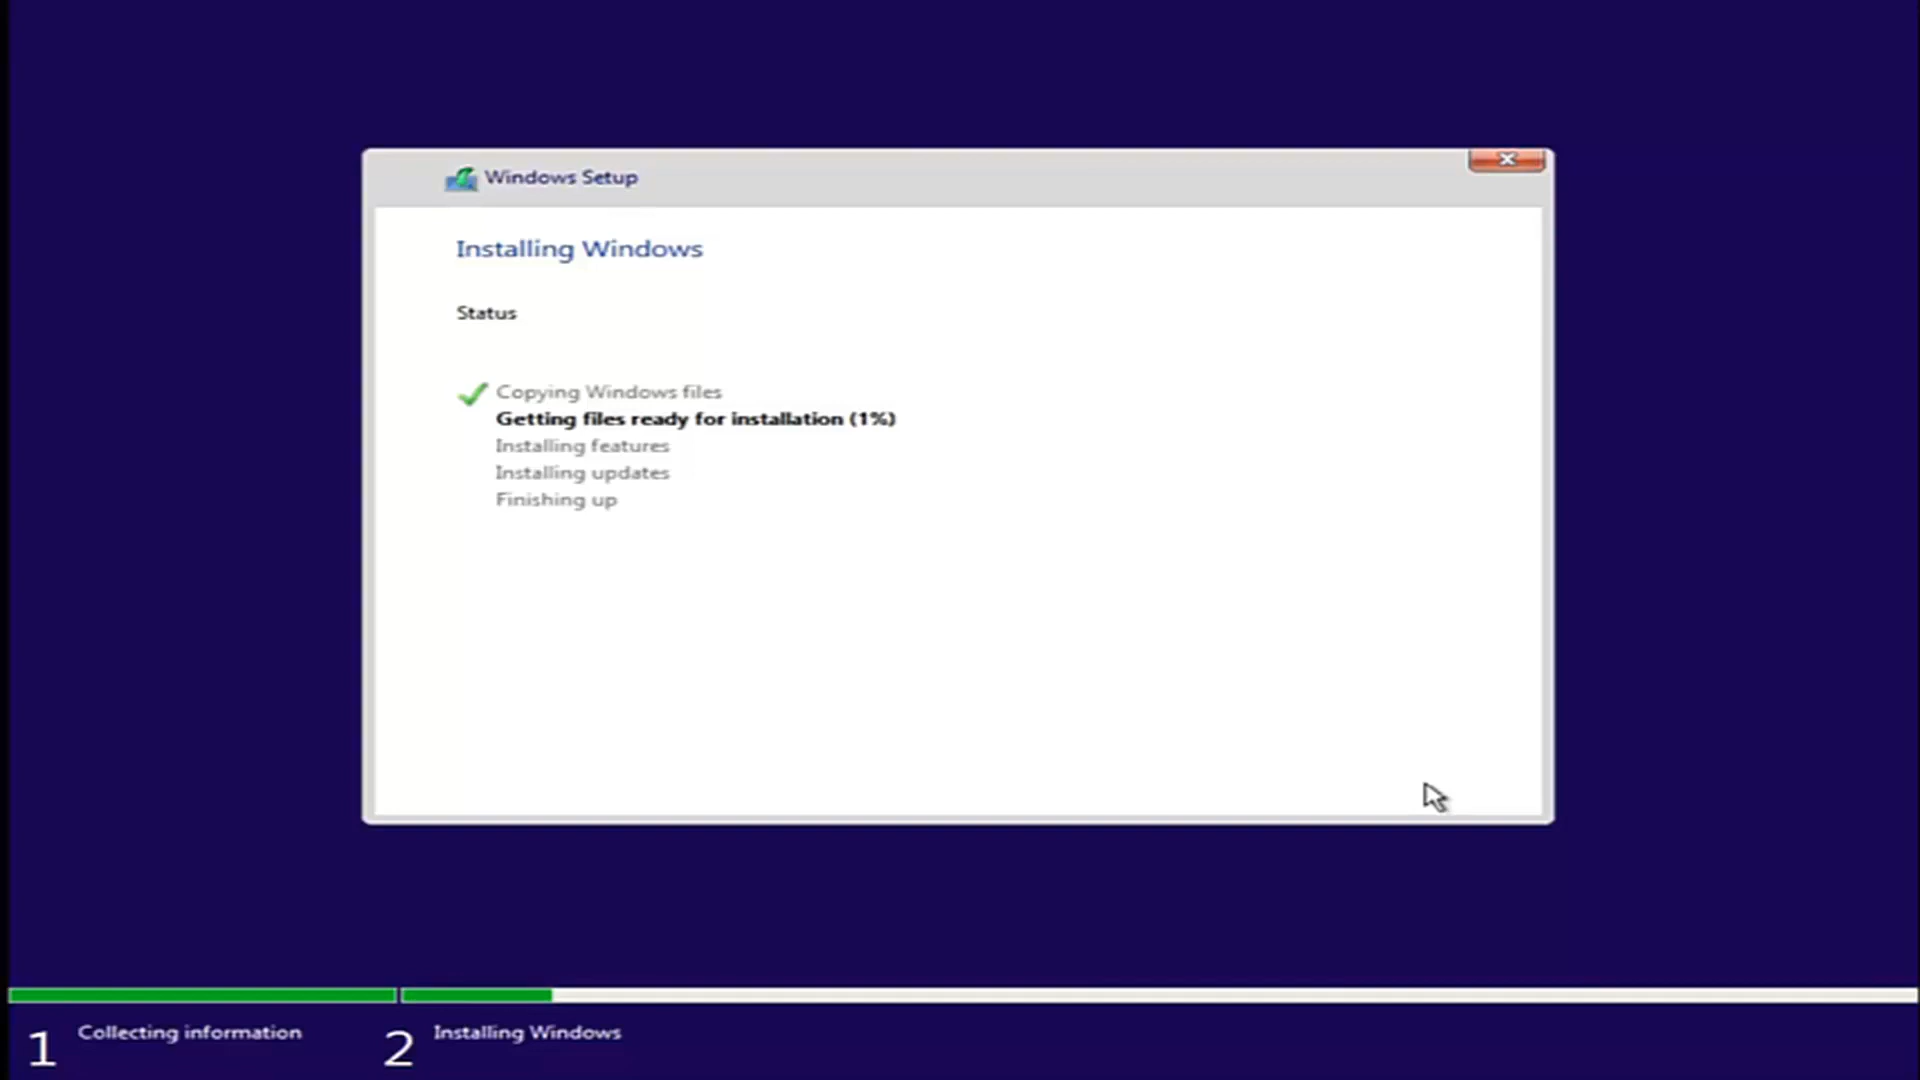 Windows Setup
Installing Windows
Status
Copying Windows files
Getting files ready for installation (1%)
Installing features
Installing updates
Finishing up
1 Collecting information
2 Installing Windows